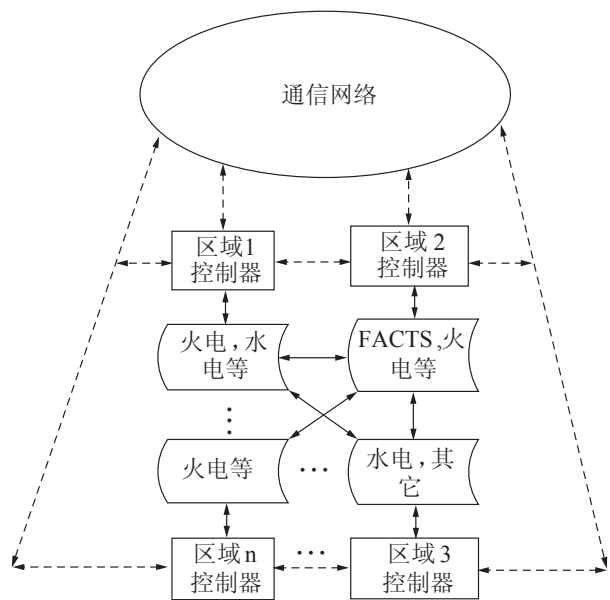 通信网络
区域1
控制器
区域 2
控制器
火电，水
电等
FACTS,火
电等
⋮
火电等
…
水电，其
它
区域n
控制器
…
区域 3
控制器